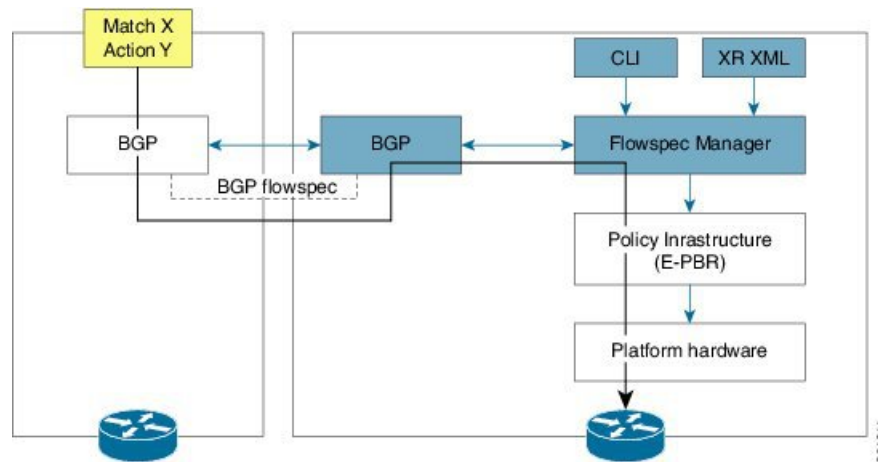 Match X
Action Y
CLI
XR XML
BGP
BGP
Flowspec Manager
BGP flowspec
Policy Inrastructure
(E-PBR)
Platform hardware